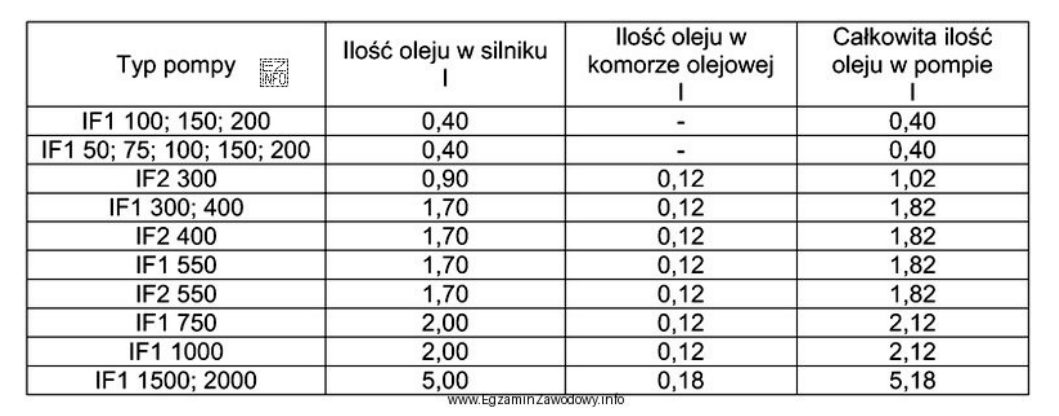 Typ pompy EZ INFO Ilość oleju w silniku l Ilość oleju w komorze olejowej l Całkowita ilość oleju w pompie l
IF1 100; 150; 200 0,40 - 0,40
IF1 50; 75; 100; 150; 200 0,40 - 0,40
IF2 300 0,90 0,12 1,02
IF1 300; 400 1,70 0,12 1,82
IF2 400 1,70 0,12 1,82
IF1 550 1,70 0,12 1,82
IF2 550 1,70 0,12 1,82
IF1 750 2,00 0,12 2,12
IF1 1000 2,00 0,12 2,12
IF1 1500; 2000 5,00 0,18 5,18
www.EgzaminZawodowy.info